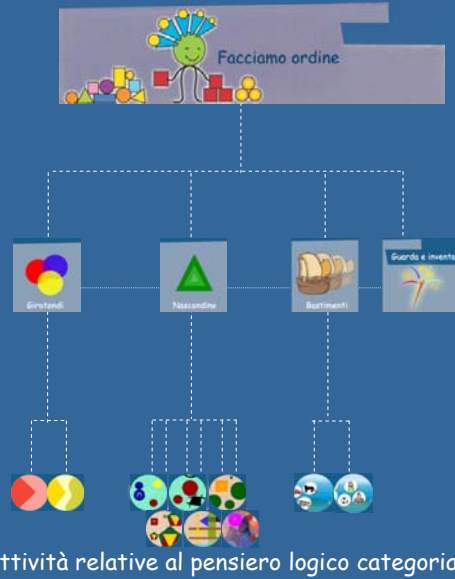 Facciamo ordine
Guarda e inventa
Girotondi
Nascondino
Bastimenti
ttività relative al pensiero logico categoria